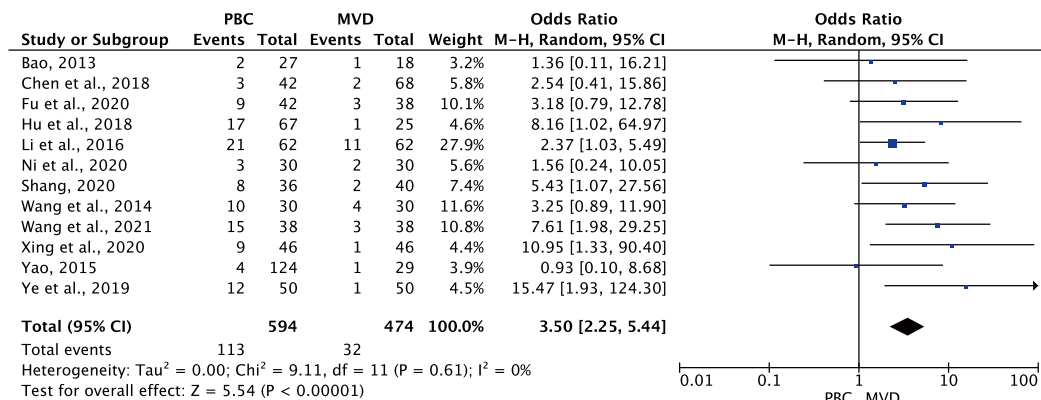 PBC MVD Odds Ratio Odds Ratio
Study or Subgroup Events Total Events Total Weight M-H, Random, 95% CI M-H, Random, 95% CI
Bao, 2013 2 27 1 18 3.2% 1.36 [0.11, 16.21]
Chen et al., 2018 3 42 2 68 5.8% 2.54 [0.41, 15.86]
Fu et al., 2020 9 42 3 38 10.1% 3.18 [0.79, 12.78]
Hu et al., 2018 17 67 1 25 4.6% 8.16 [1.02, 64.97]
Li et al., 2016 21 62 11 62 27.9% 2.37 [1.03, 5.49]
Ni et al., 2020 3 30 2 30 5.6% 1.56 [0.24, 10.05]
Shang, 2020 8 36 2 40 7.4% 5.43 [1.07, 27.56]
Wang et al., 2014 10 30 4 30 11.6% 3.25 [0.89, 11.90]
Wang et al., 2021 15 38 3 38 10.8% 7.61 [1.98, 29.25]
Xing et al., 2020 9 46 1 46 4.4% 10.95 [1.33, 90.40]
Yao, 2015 4 124 1 29 3.9% 0.93 [0.10, 8.68]
Ye et al., 2019 12 50 1 50 4.5% 15.47 [1.93, 124.30]
Total (95% CI) 594 474 100.0% 3.50 [2.25, 5.44]
Total events 113 32
Heterogeneity: Tau² = 0.00; Chi² = 9.11, df = 11 (P = 0.61); I² = 0%
Test for overall effect: Z = 5.54 (P < 0.00001)
0.01 0.1 1 10 100
PBC MVD